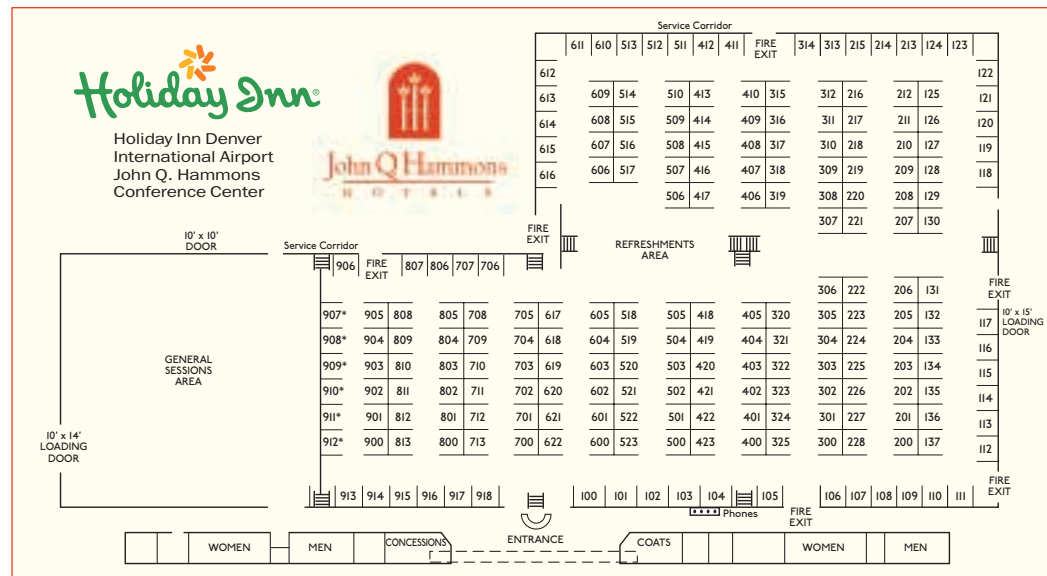 Service Corridor
611 610 513 512 511 412 411 FIRE EXIT 314 313 215 214 213 124 123
Holiday Inn®
Holiday Inn Denver
International Airport
John Q. Hammons
Conference Center
John Q Hammons
HOTELS
612 122
613 609 514 510 413 410 315 312 216 212 125 121
614 608 515 509 414 409 316 311 217 211 126 120
615 607 516 508 415 408 317 310 218 210 127 119
616 606 517 507 416 407 318 309 219 209 128 118
506 417 406 319 308 220 208 129
307 221 207 130
FIRE EXIT
REFRESHMENTS
AREA
10' x 10'
DOOR
Service Corridor
906 FIRE EXIT 807 806 707 706
306 222 206 131
FIRE EXIT
907* 905 808 805 708 705 617 605 518 505 418 405 320 305 223 205 132 117
10' x 15'
LOADING
DOOR
908* 904 809 804 709 704 618 604 519 504 419 404 321 304 224 204 133 116
909* 903 810 803 710 703 619 603 520 503 420 403 322 303 225 203 134 115
910* 902 811 802 711 702 620 602 521 502 421 402 323 302 226 202 135 114
911* 901 812 801 712 701 621 601 522 501 422 401 324 301 227 201 136 113
912* 900 813 800 713 700 622 600 523 500 423 400 325 300 228 200 137 112
GENERAL
SESSIONS
AREA
10' x 14'
LOADING
DOOR
FIRE
EXIT
913 914 915 916 917 918 100 101 102 103 104 105 106 107 108 109 110 111
Phones
FIRE
EXIT
ENTRANCE
WOMEN MEN CONCESSIONS COATS WOMEN MEN